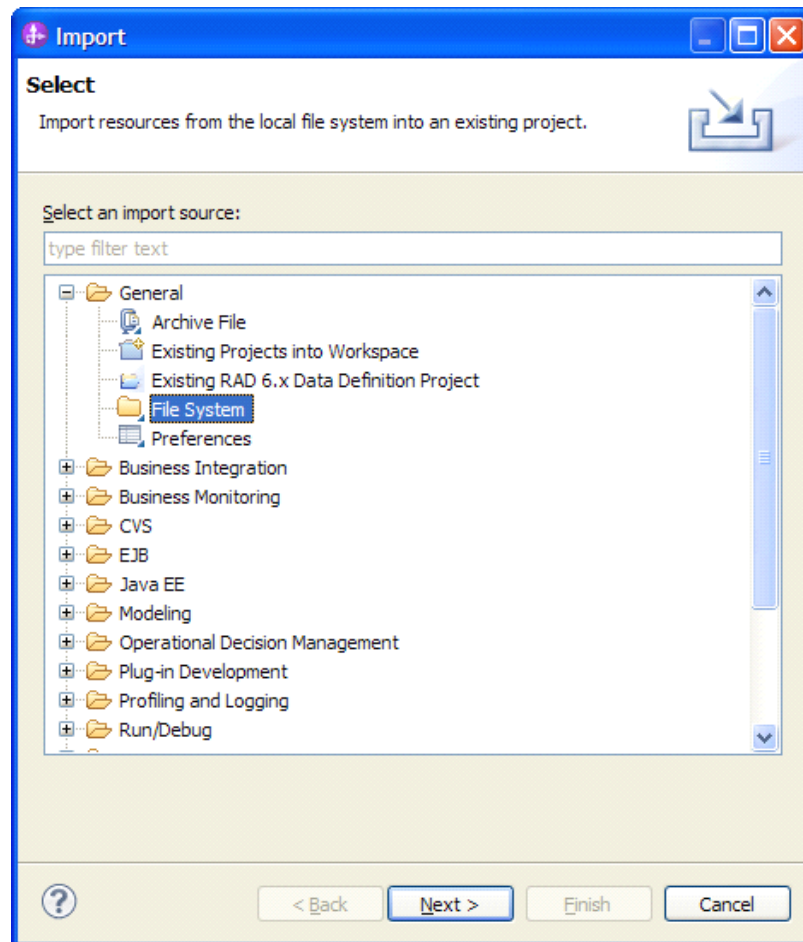 Import
Select
Import resources from the local file system into an existing project.
Select an import source:
type filter text
General
Archive File
Existing Projects into Workspace
Existing RAD 6.x Data Definition Project
File System
Preferences
Business Integration
Business Monitoring
CVS
EJB
Java EE
Modeling
Operational Decision Management
Plug-in Development
Profiling and Logging
Run/Debug
? < Back Next > Finish Cancel